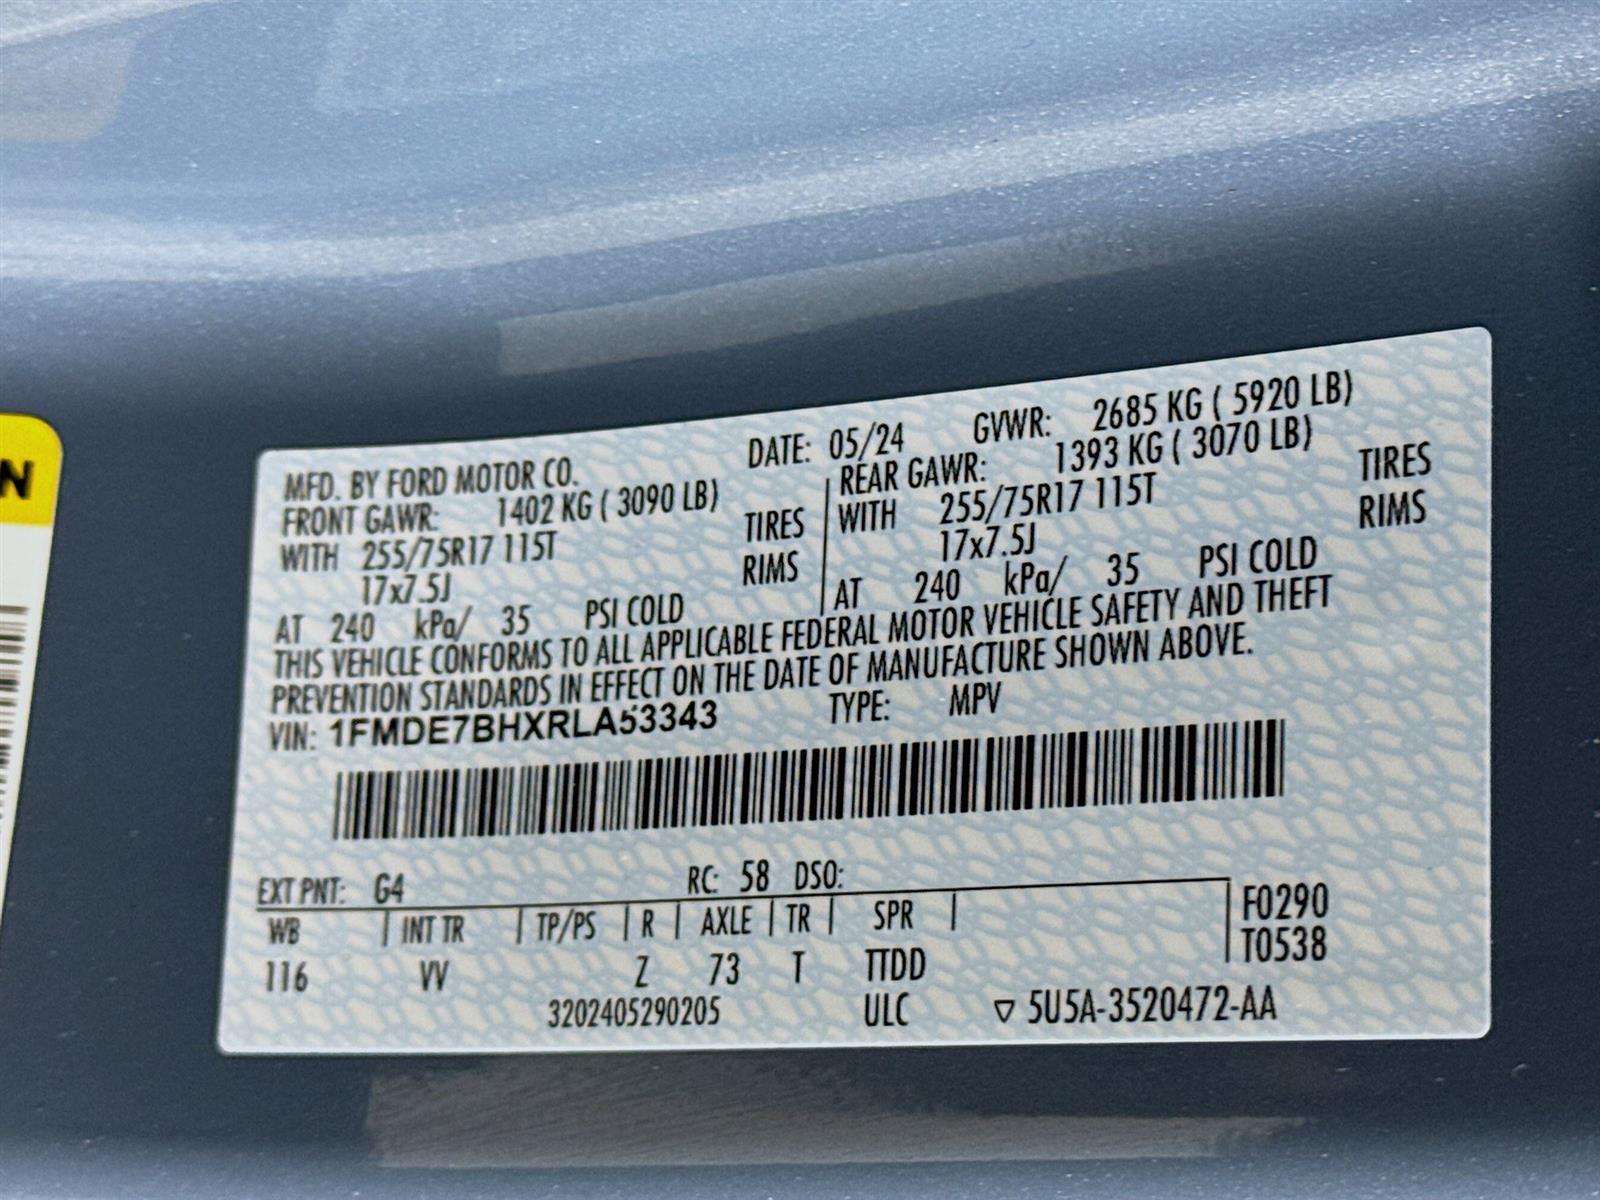 N
MFD. BY FORD MOTOR CO. DATE: 05/24 GVWR: 2685 KG ( 5920 LB)
FRONT GAWR: 1402 KG ( 3090 LB) REAR GAWR: 1393 KG ( 3070 LB)
WITH 255/75R17 115T TIRES WITH 255/75R17 115T TIRES
17x7.5J RIMS 17x7.5J RIMS
AT 240 kPa/ 35 PSI COLD AT 240 kPa/ 35 PSI COLD
THIS VEHICLE CONFORMS TO ALL APPLICABLE FEDERAL MOTOR VEHICLE SAFETY AND THEFT
PREVENTION STANDARDS IN EFFECT ON THE DATE OF MANUFACTURE SHOWN ABOVE.
VIN: 1FMDE7BHXRLA53343 TYPE: MPV
EXT PNT: G4 RC: 58 DSO:
WB | INT TR | TP/PS | R | AXLE | TR | SPR | F0290
T0538
116 VV Z 73 T TTDD
3202405290205 ULC ▽ 5U5A-3520472-AA